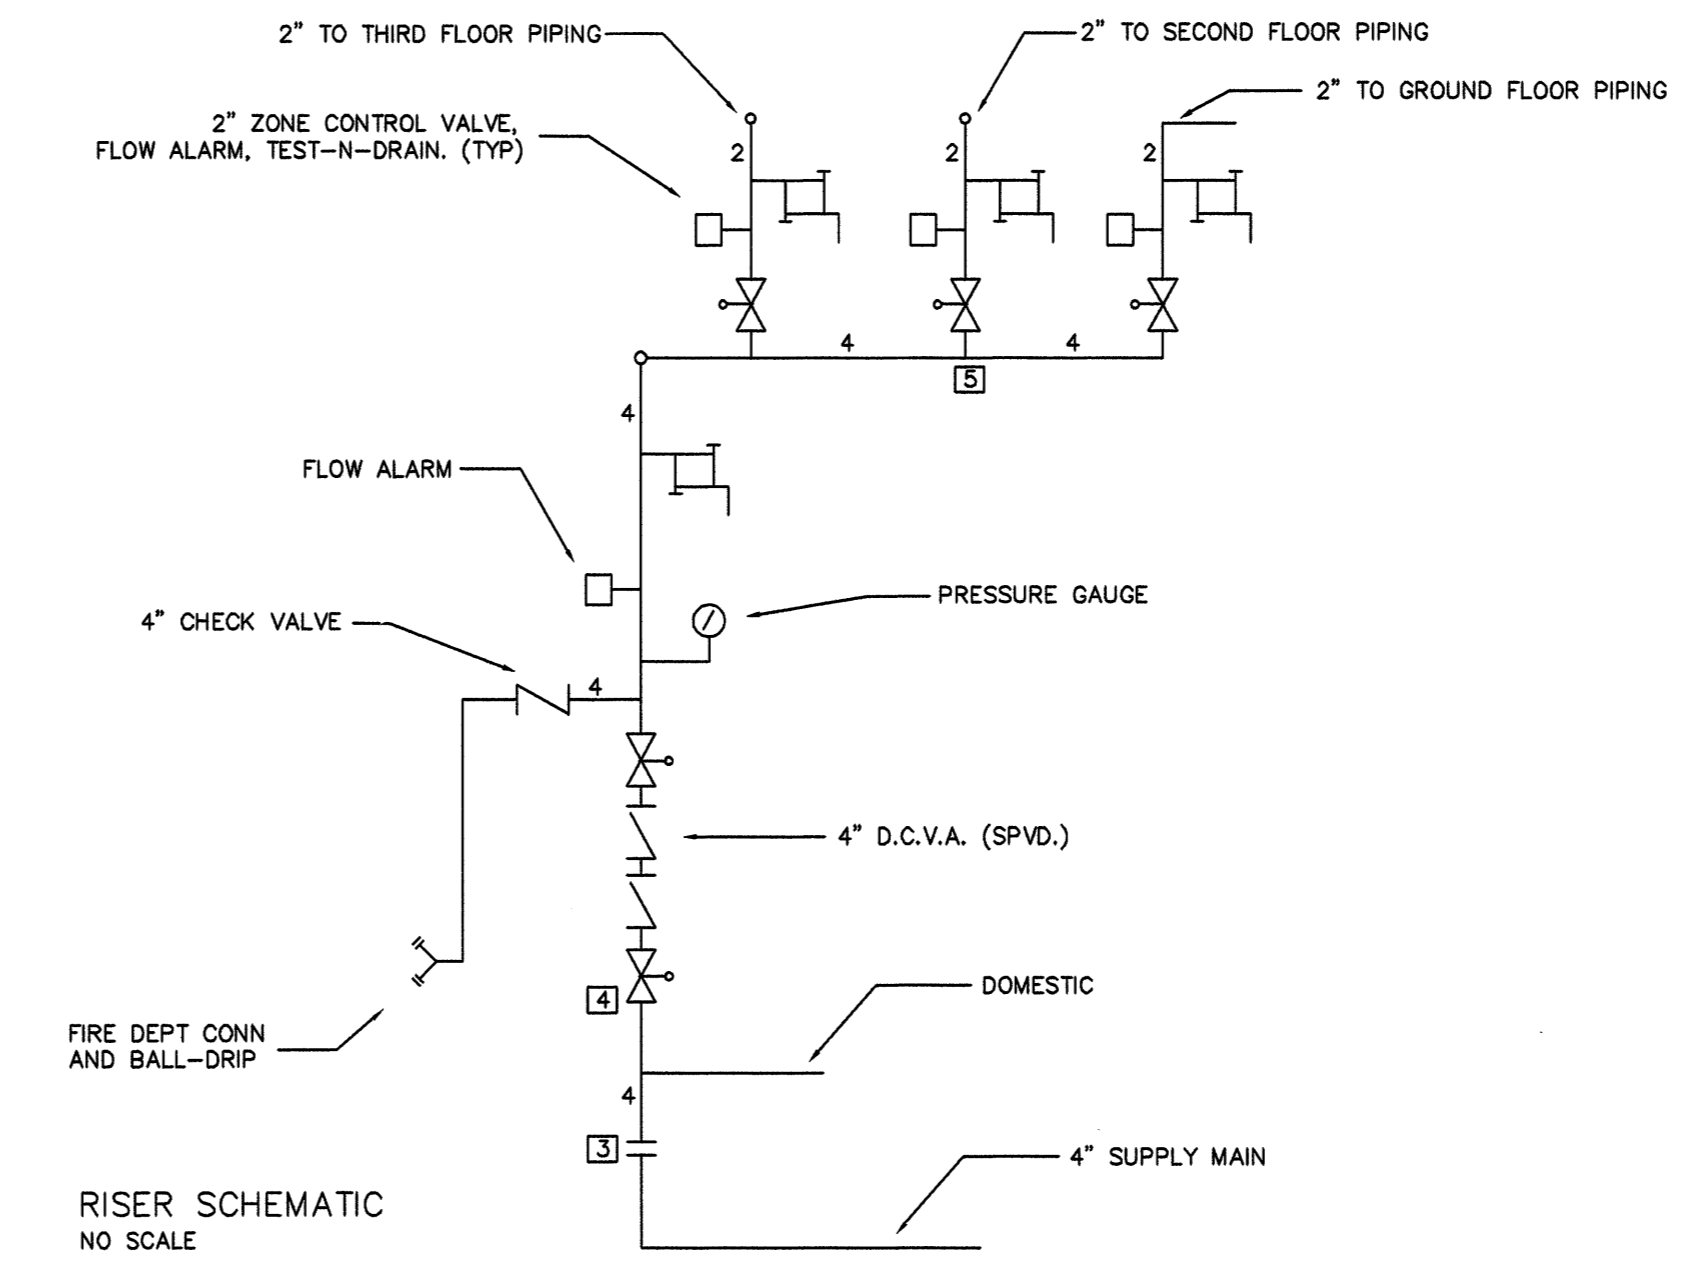 2" TO THIRD FLOOR PIPING
2" TO SECOND FLOOR PIPING
2" TO GROUND FLOOR PIPING
2" ZONE CONTROL VALVE,
FLOW ALARM, TEST-N-DRAIN. (TYP)
2
2
2
4
4
5
4
FLOW ALARM
PRESSURE GAUGE
4" CHECK VALVE
4
4" D.C.V.A. (SPVD.)
4
DOMESTIC
FIRE DEPT CONN
AND BALL-DRIP
4
3
4" SUPPLY MAIN
RISER SCHEMATIC
NO SCALE